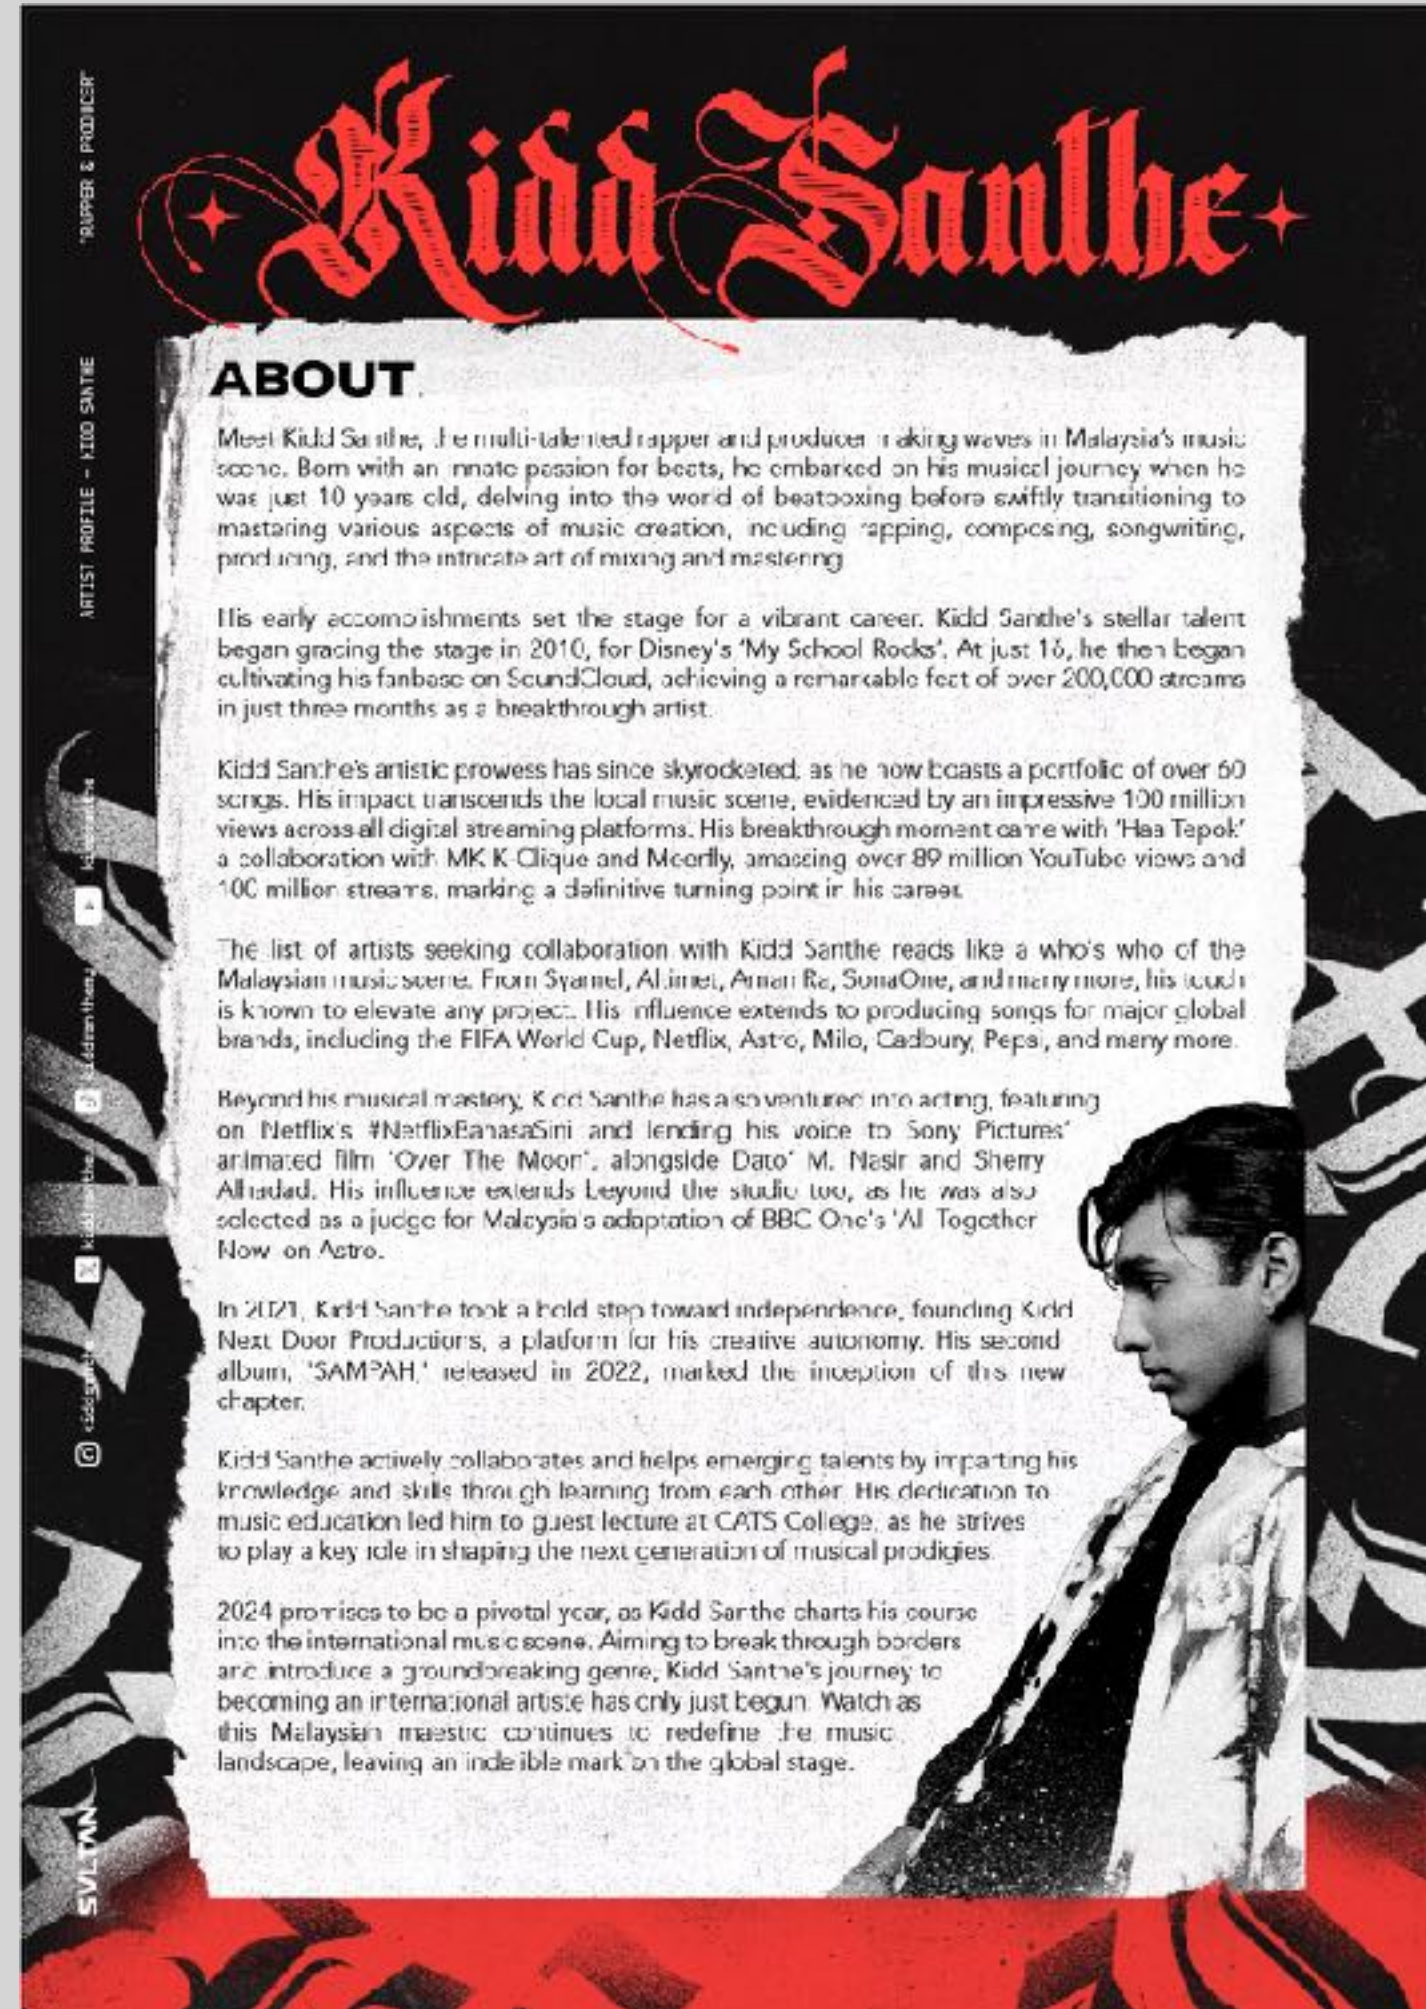 Kidd Santhe
"RAPPER & PRODUCER"
ARTIST PROFILE - KIDD SANTHE
ABOUT
Meet Kidd Santhe, the multi-talented rapper and producer making waves in Malaysia's music
scene. Born with an innate passion for beats, he embarked on his musical journey when he
was just 10 years old, delving into the world of beatboxing before swiftly transitioning to
mastering various aspects of music creation, including rapping, composing, songwriting,
producing, and the intricate art of mixing and mastering
His early accomplishments set the stage for a vibrant career. Kidd Santhe's stellar talent
began gracing the stage in 2010, for Disney's 'My School Rocks'. At just 16, he then began
cultivating his fanbase on SoundCloud, achieving a remarkable feat of over 200,000 streams
in just three months as a breakthrough artist.
Kidd Santhe's artistic prowess has since skyrocketed, as he now boasts a portfolio of over 60
songs. His impact transcends the local music scene, evidenced by an impressive 100 million
views across all digital streaming platforms. His breakthrough moment came with 'Haa Tepok'
a collaboration with MK K-Clique and Meerfly, amassing over 89 million YouTube views and
100 million streams, marking a definitive turning point in his career.
The list of artists seeking collaboration with Kidd Santhe reads like a who's who of the
Malaysian music scene. From Syamel, Altimet, Aman Ra, SonaOne, and many more, his touch
is known to elevate any project. His influence extends to producing songs for major global
brands, including the FIFA World Cup, Netflix, Astro, Milo, Cadbury, Pepsi, and many more.
Beyond his musical mastery, Kidd Santhe has also ventured into acting, featuring
on Netflix's #NetflixBahasaSini and lending his voice to Sony Pictures'
animated film 'Over The Moon', alongside Dato' M. Nasir and Sherry
Alhadad. His influence extends beyond the studio too, as he was also
selected as a judge for Malaysia's adaptation of BBC One's 'All Together
Now' on Astro.
In 2021, Kidd Santhe took a bold step toward independence, founding Kidd
Next Door Productions, a platform for his creative autonomy. His second
album, 'SAMPAH,' released in 2022, marked the inception of this new
chapter.
Kidd Santhe actively collaborates and helps emerging talents by imparting his
knowledge and skills through learning from each other. His dedication to
music education led him to guest lecture at CATS College, as he strives
to play a key role in shaping the next generation of musical prodigies.
2024 promises to be a pivotal year, as Kidd Santhe charts his course
into the international music scene. Aiming to break through borders
and introduce a groundbreaking genre, Kidd Santhe's journey to
becoming an international artiste has only just begun. Watch as
this Malaysian maestro continues to redefine the music
landscape, leaving an indelible mark on the global stage.
SVLTAN